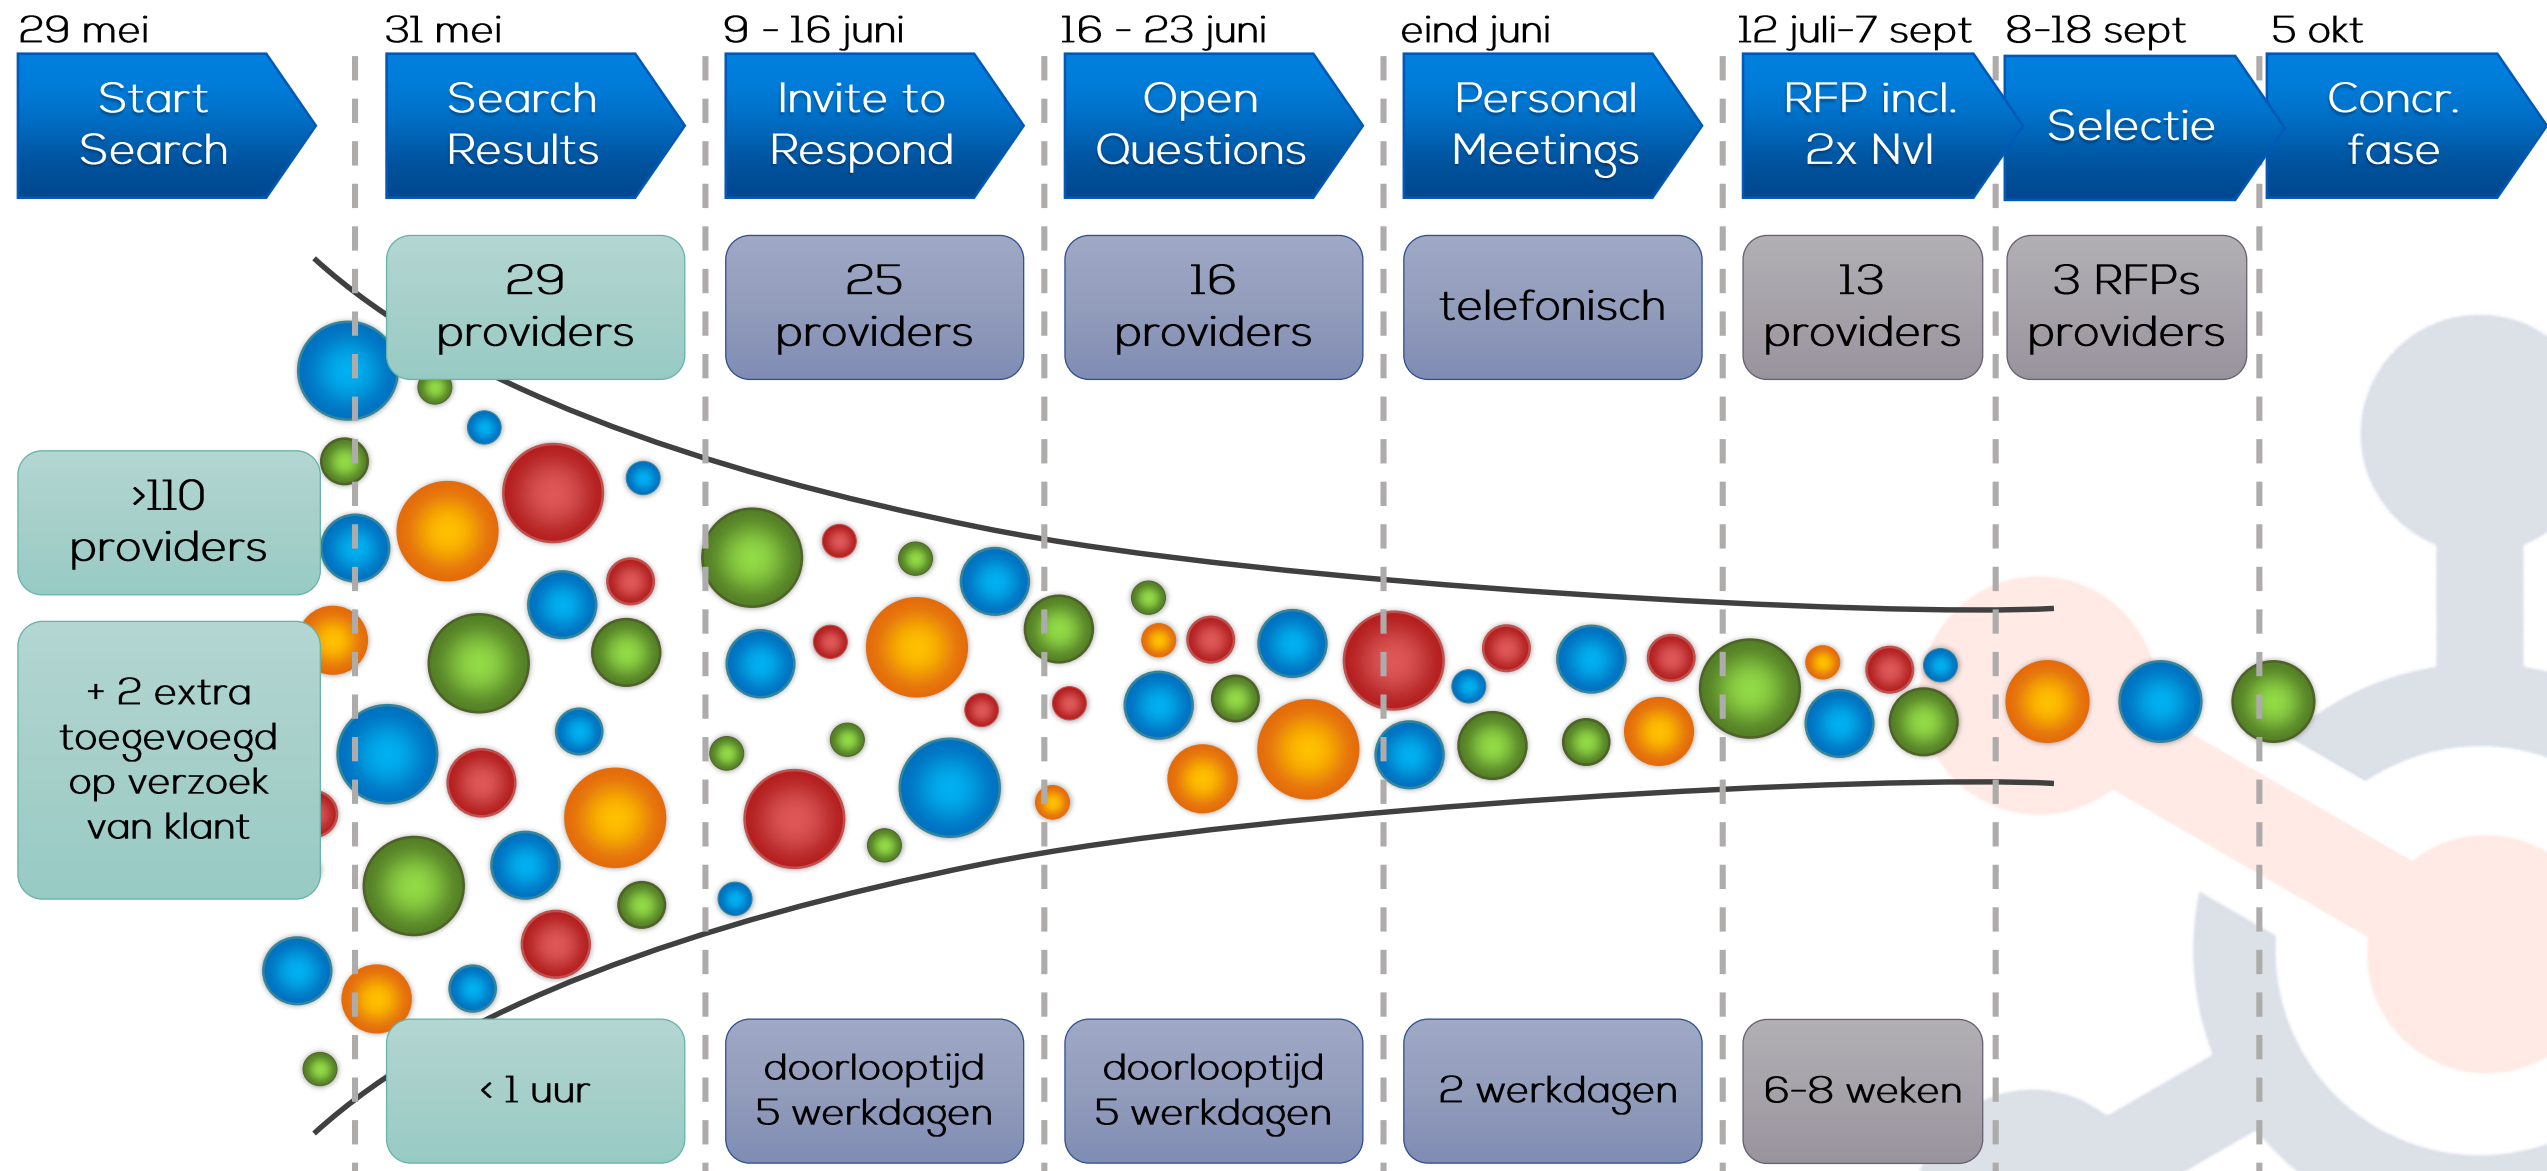 29 mei
31 mei
9 - 16 juni
16 - 23 juni
eind juni
12 juli-7 sept
8-18 sept
5 okt
Start
Search
Search
Results
Invite to
Respond
Open
Questions
Personal
Meetings
RFP incl.
2x NvI
Selectie
Concr.
fase
29
providers
25
providers
16
providers
telefonisch
13
providers
3 RFPs
providers
>110
providers
+ 2 extra
toegevoegd
op verzoek
van klant
< 1 uur
doorlooptijd
5 werkdagen
doorlooptijd
5 werkdagen
2 werkdagen
6-8 weken